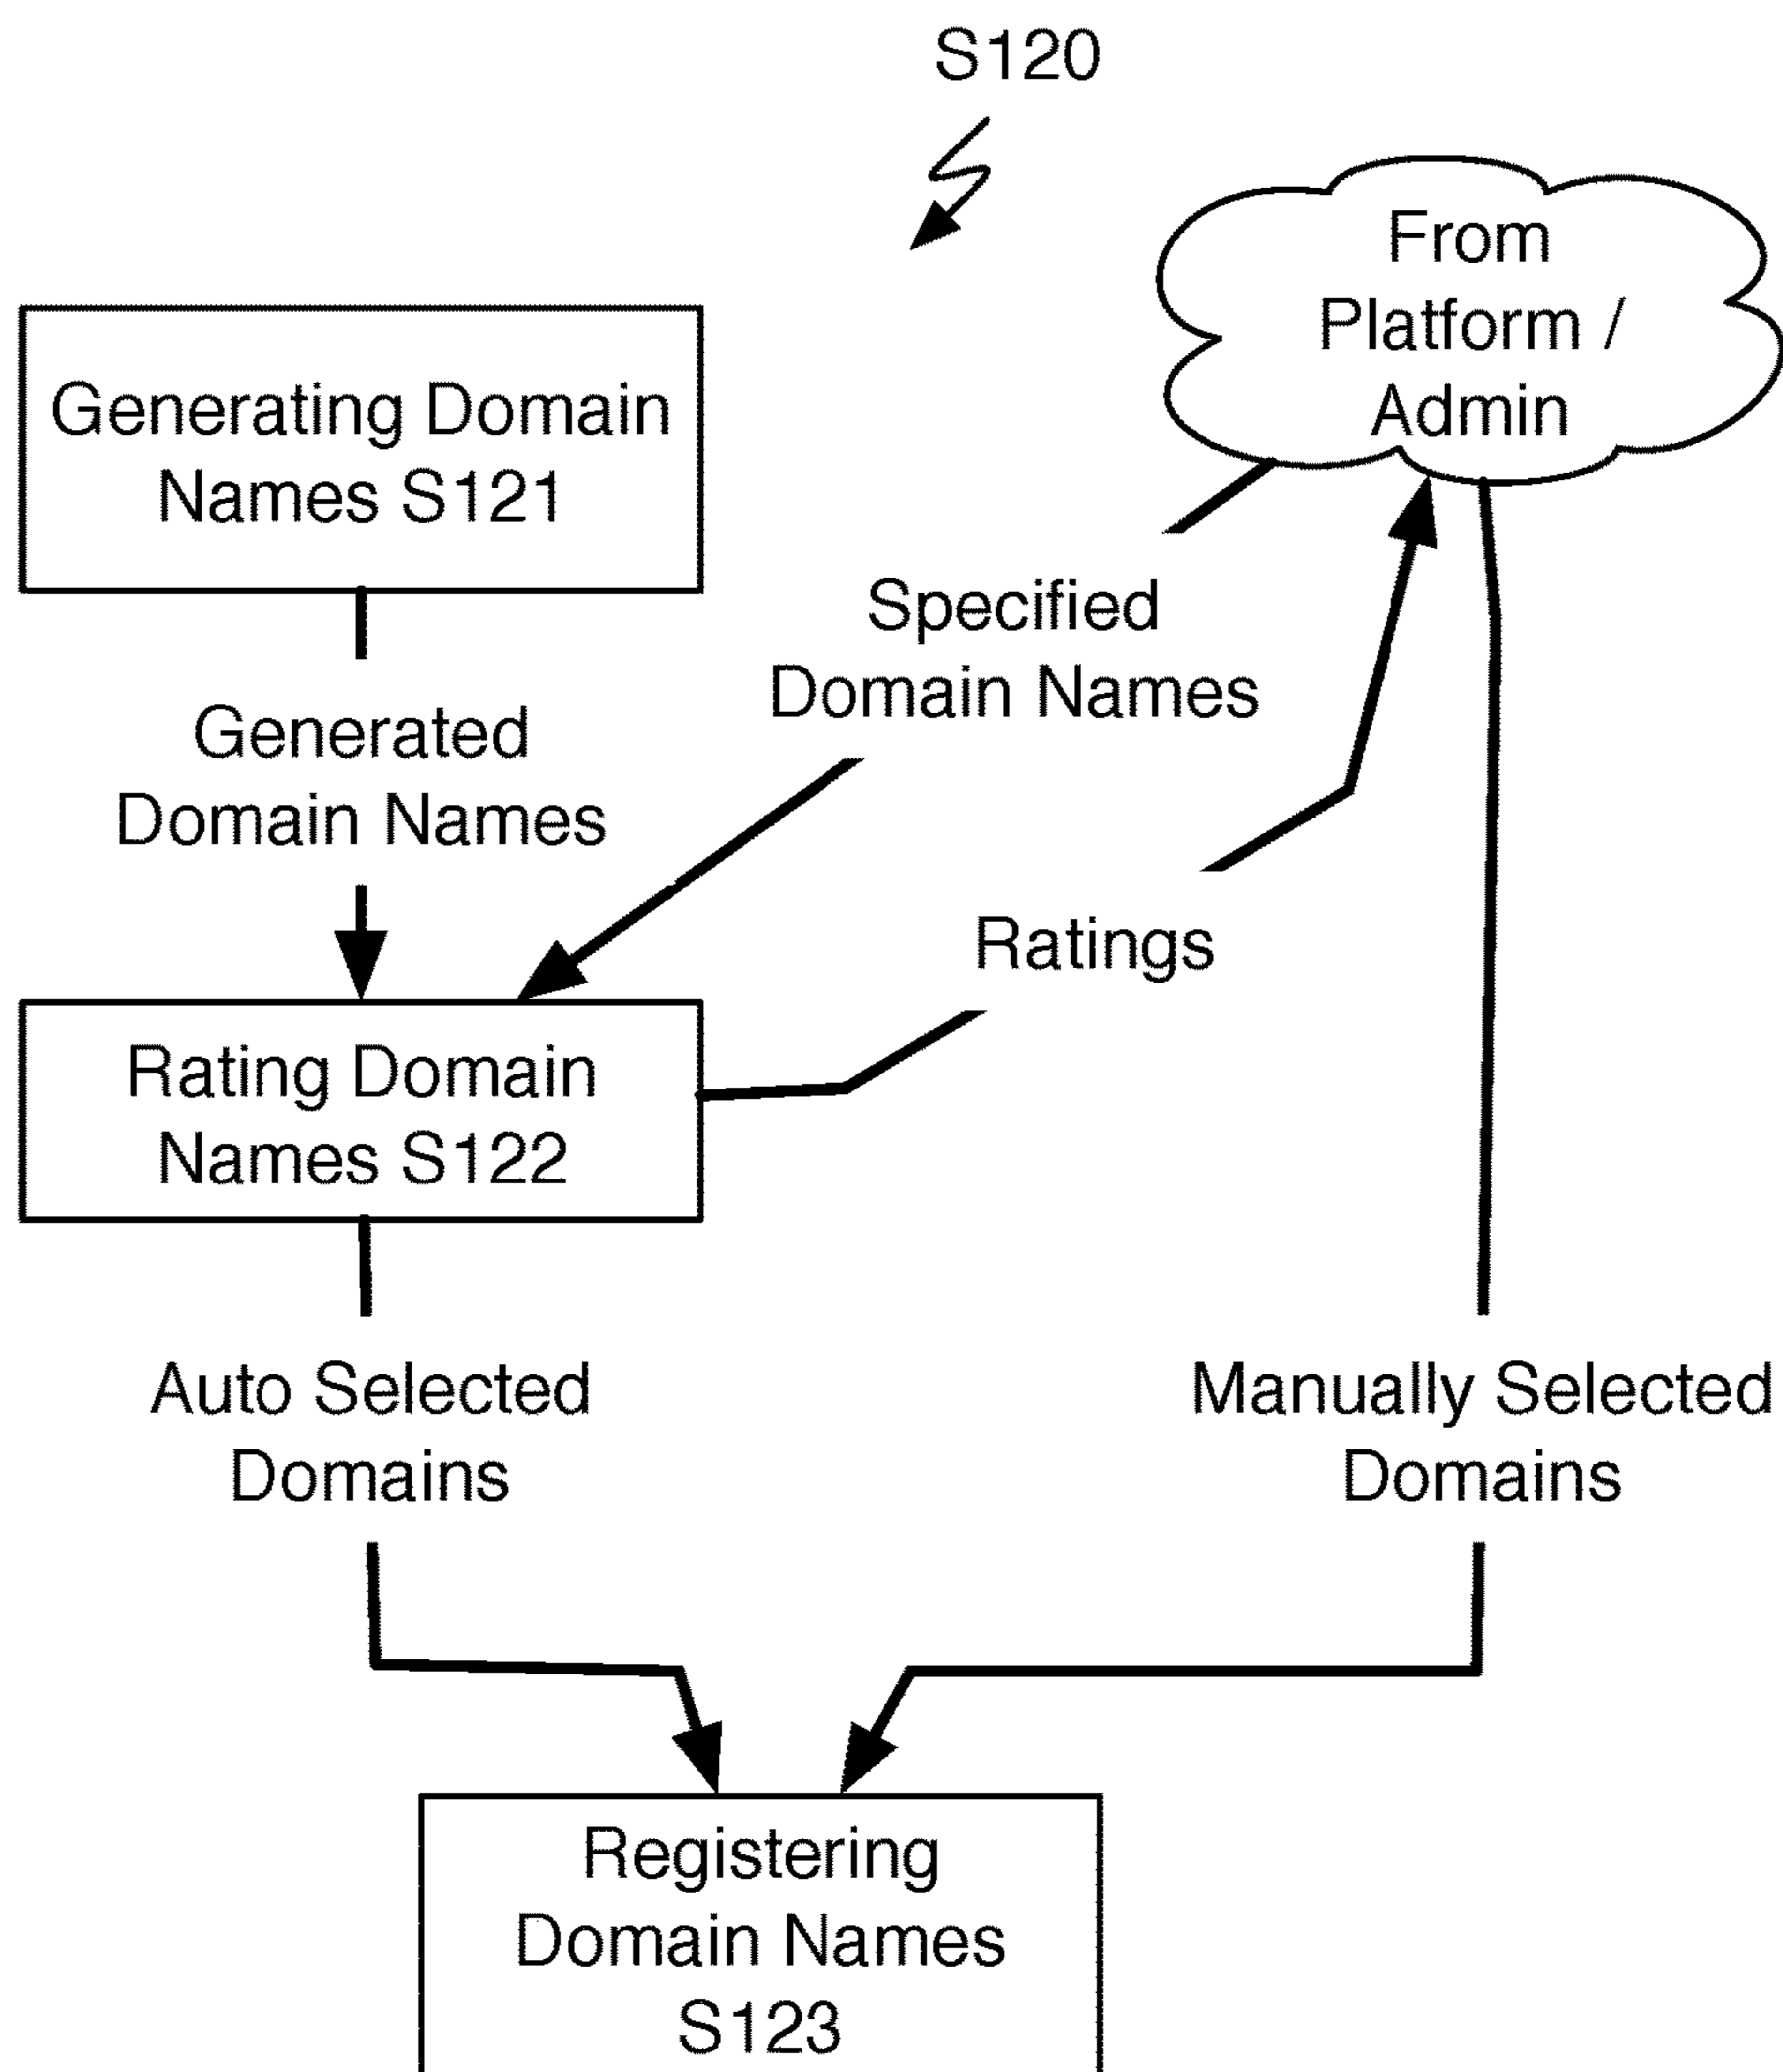 S120
From
Platform /
Admin
Generating Domain
Names S121
Specified
Domain Names
Generated
Domain Names
Ratings
Rating Domain
Names S122
Auto Selected
Domains
Manually Selected
Domains
Registering
Domain Names
S123